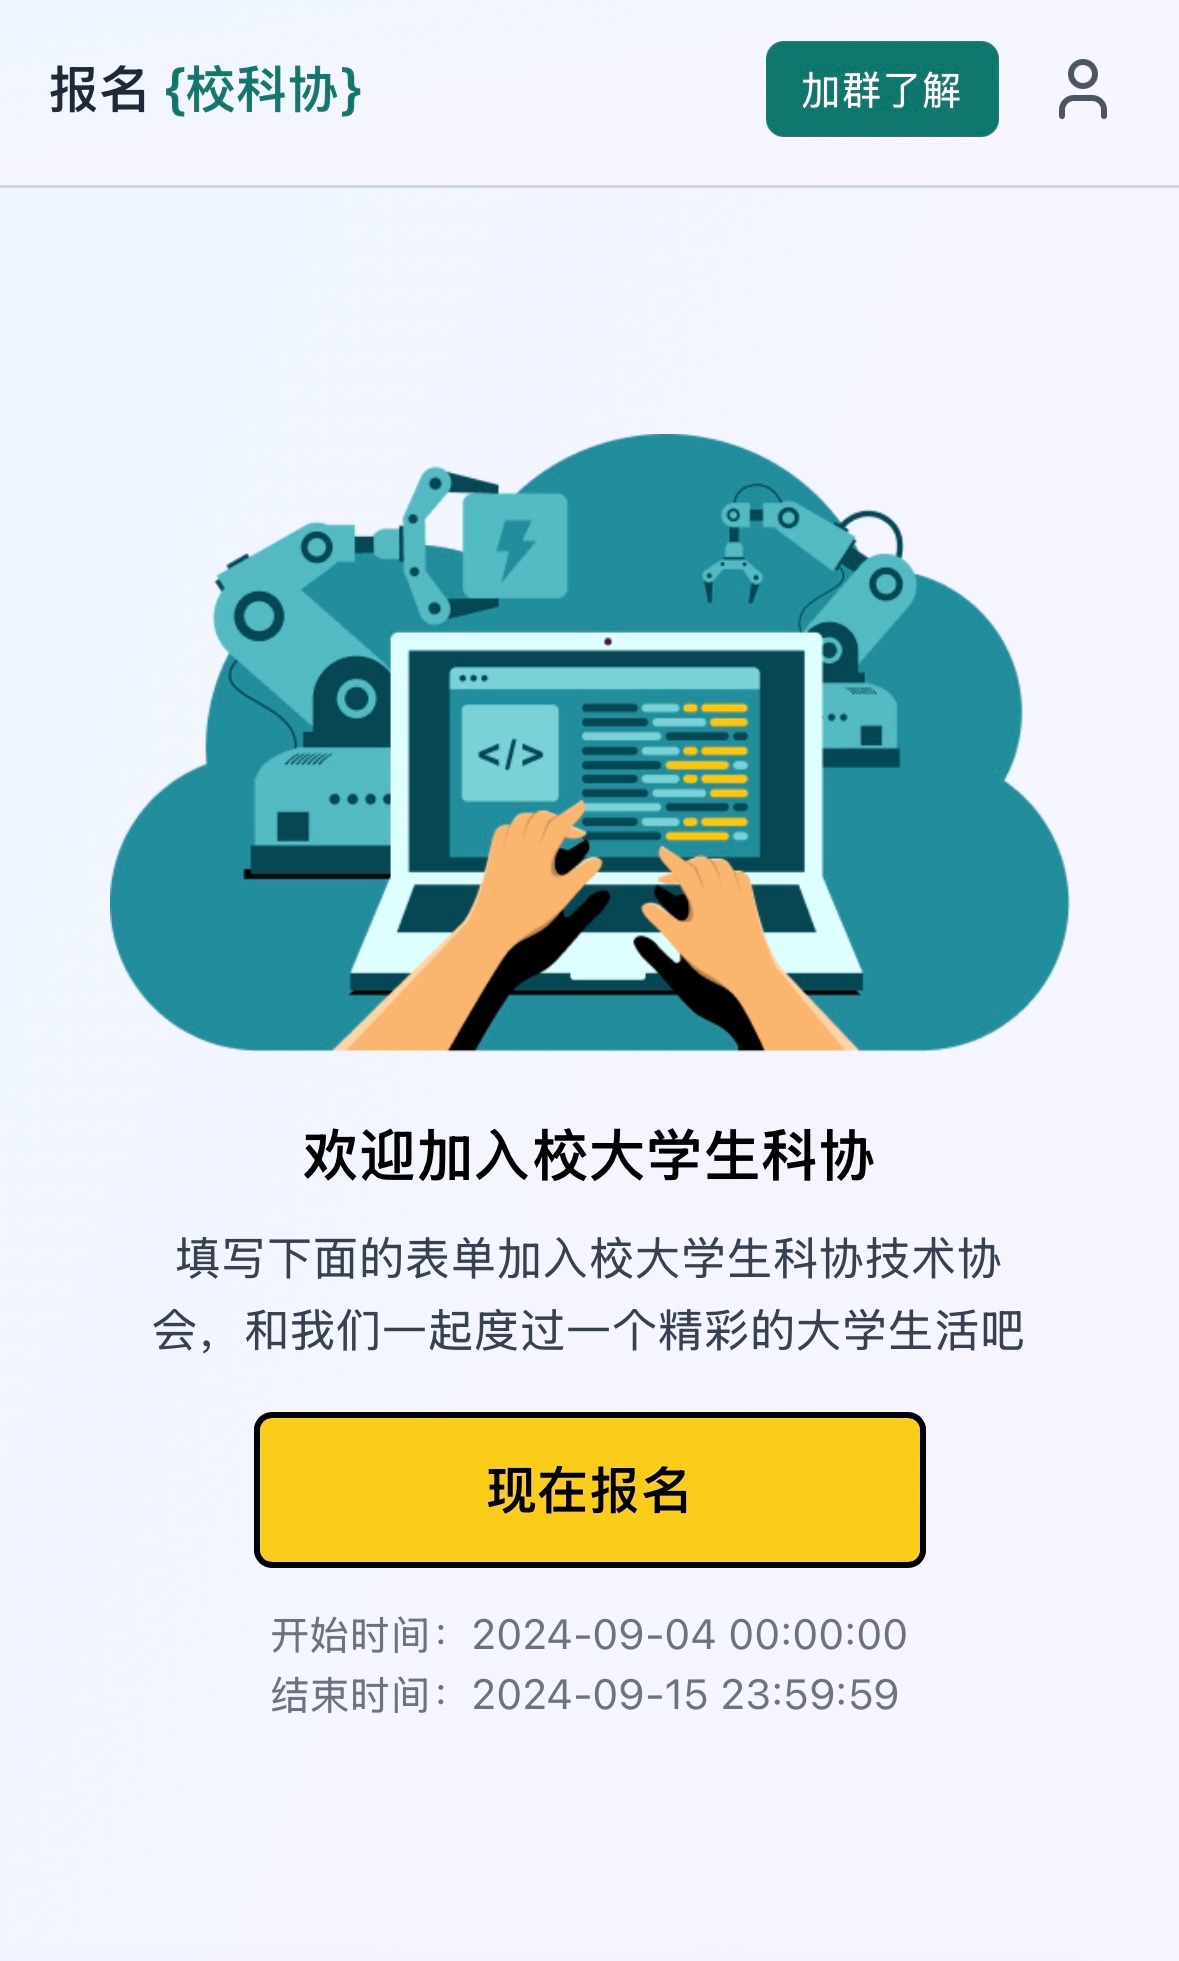 报名 {校科协}
加群了解
</>
欢迎加入校大学生科协
填写下面的表单加入校大学生科协技术协
会，和我们一起度过一个精彩的大学生活吧
现在报名
开始时间：2024-09-04 00:00:00
结束时间：2024-09-15 23:59:59